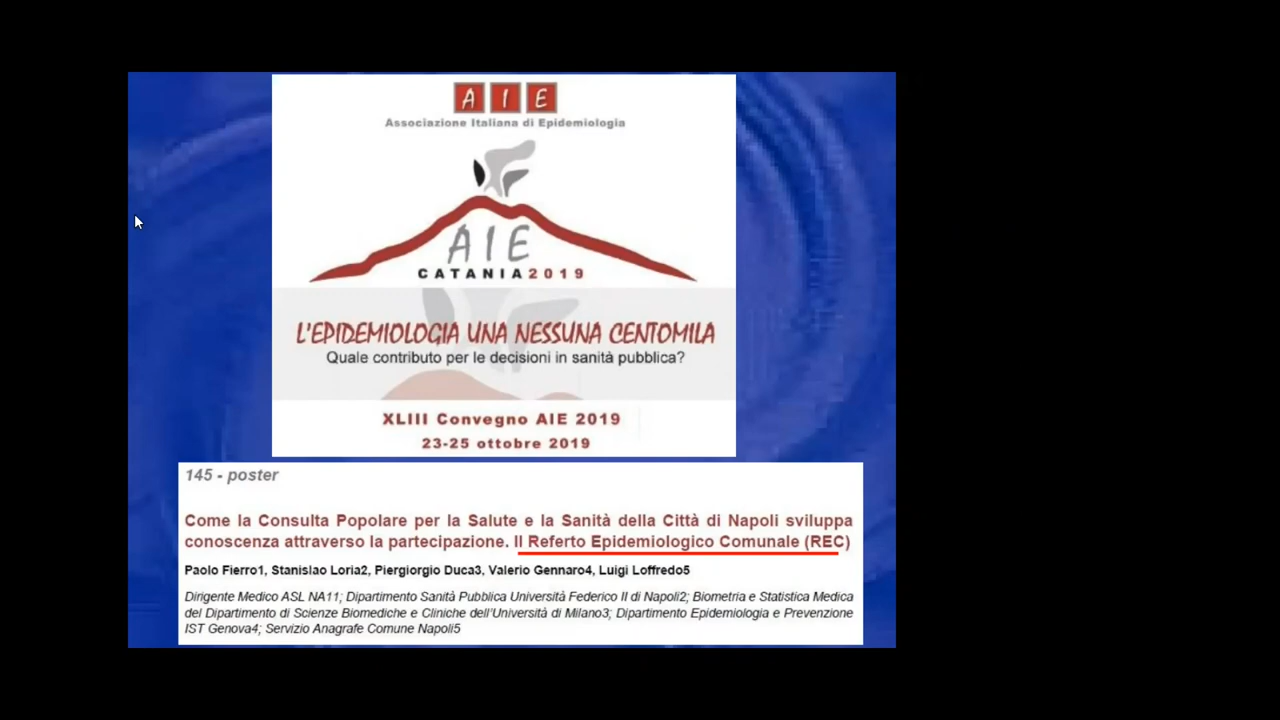 A I E
Associazione Italiana di Epidemiologia
AIE
CATANIA2019
L'EPIDEMIOLOGIA UNA NESSUNA CENTOMILA
Quale contributo per le decisioni in sanità pubblica?
XLIII Convegno AIE 2019
23-25 ottobre 2019
145 - poster
Come la Consulta Popolare per la Salute e la Sanità della Città di Napoli sviluppa
conoscenza attraverso la partecipazione. Il Referto Epidemiologico Comunale (REC)
Paolo Fierro1, Stanislao Loria2, Piergiorgio Duca3, Valerio Gennaro4, Luigi Loffredo5
Dirigente Medico ASL NA11; Dipartimento Sanità Pubblica Università Federico II di Napoli2; Biometria e Statistica Medica
del Dipartimento di Scienze Biomediche e Cliniche dell'Università di Milano3; Dipartimento Epidemiologia e Prevenzione
IST Genova4; Servizio Anagrafe Comune Napoli5